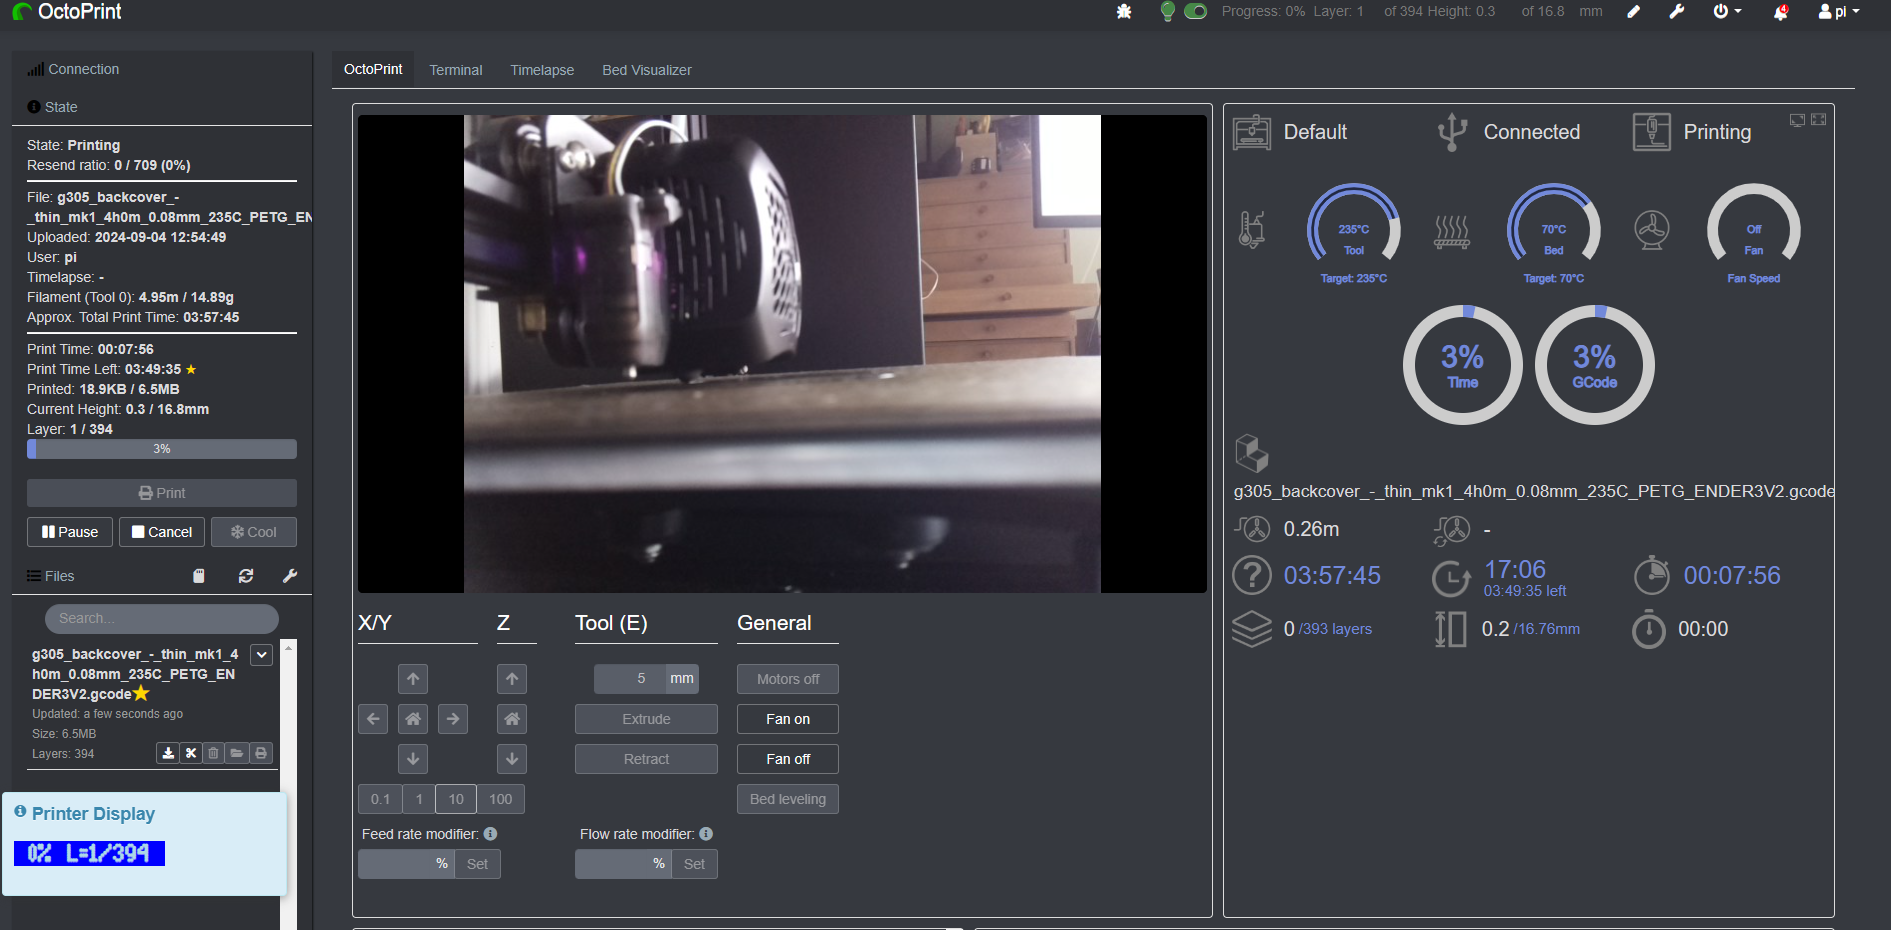 OctoPrint
Progress: 0% Layer: 1 of 394 Height: 0.3 of 16.8 mm
4
pi
Connection
State
State: Printing
Resend ratio: 0 / 709 (0%)
File: g305_backcover_-
_thin_mk1_4h0m_0.08mm_235C_PETG_EN
Uploaded: 2024-09-04 12:54:49
User: pi
Timelapse: -
Filament (Tool 0): 4.95m / 14.89g
Approx. Total Print Time: 03:57:45
Print Time: 00:07:56
Print Time Left: 03:49:35
Printed: 18.9KB / 6.5MB
Current Height: 0.3 / 16.8mm
Layer: 1 / 394
3%
Print
Pause
Cancel
Cool
Files
Search...
g305_backcover_-_thin_mk1_4
h0m_0.08mm_235C_PETG_EN
DER3V2.gcode
Updated: a few seconds ago
Size: 6.5MB
Layers: 394
Printer Display
0% L=1/394
OctoPrint
Terminal
Timelapse
Bed Visualizer
X/Y
Z
Tool (E)
General
5 mm
Motors off
Extrude
Fan on
Retract
Fan off
0.1
1
10
100
Bed leveling
Feed rate modifier:
Flow rate modifier:
% Set
% Set
Default
Connected
Printing
235°C
Tool
Target: 235°C
70°C
Bed
Target: 70°C
Off
Fan
Fan Speed
3%
Time
3%
GCode
g305_backcover_-_thin_mk1_4h0m_0.08mm_235C_PETG_ENDER3V2.gcode
0.26m
-
03:57:45
17:06
03:49:35 left
00:07:56
0 /393 layers
0.2 /16.76mm
00:00